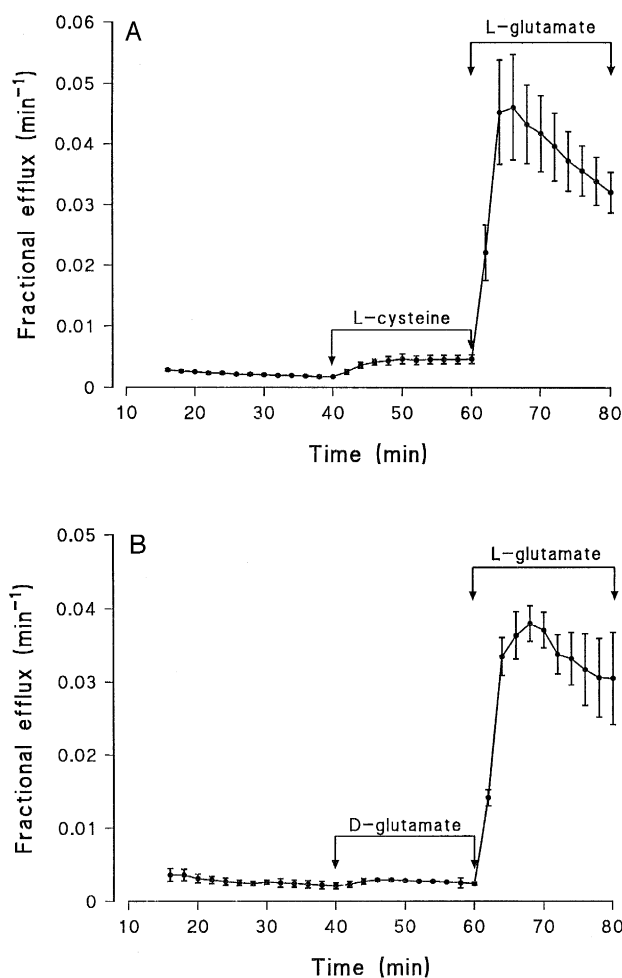 A
L-glutamate
0.06
0.05
0.04
0.03
0.02
0.01
0
Fractional efflux (min⁻¹)
L-cysteine
10 20 30 40 50 60 70 80
Time (min)
B
L-glutamate
0.05
0.04
0.03
0.02
0.01
0
Fractional efflux (min⁻¹)
D-glutamate
10 20 30 40 50 60 70 80
Time (min)